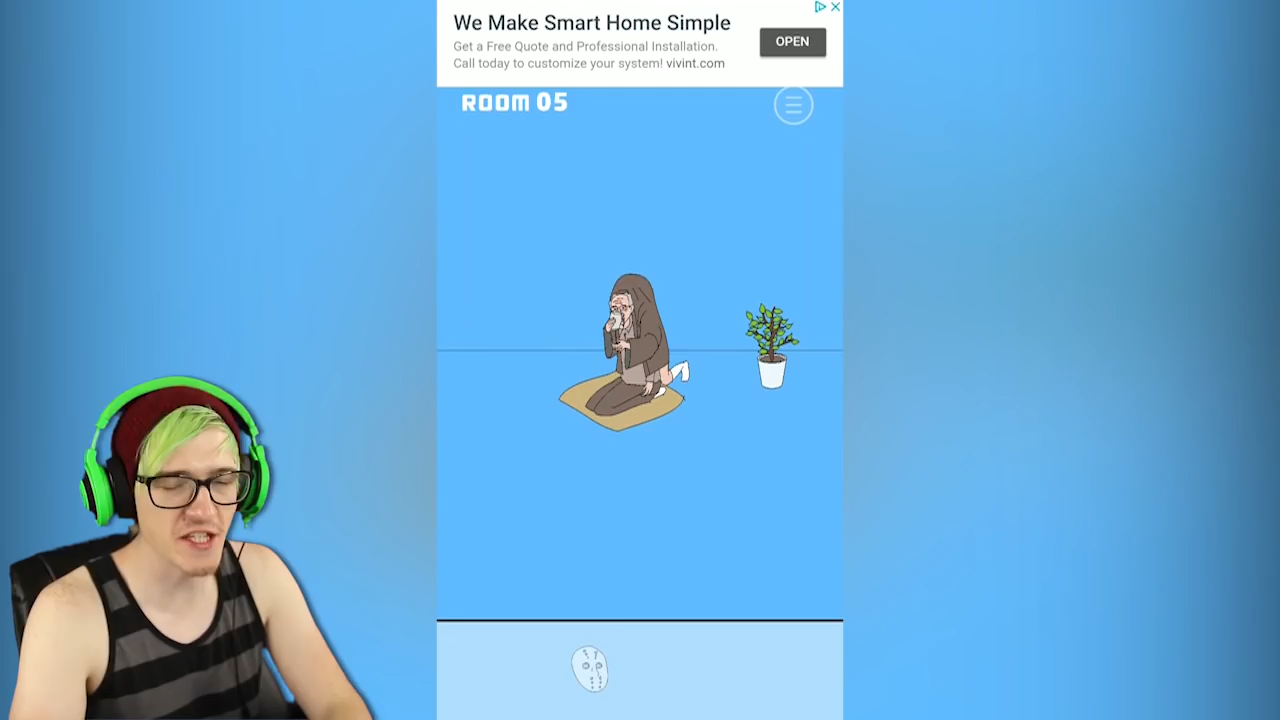 We Make Smart Home Simple
Get a Free Quote and Professional Installation.
Call today to customize your system! vivint.com
OPEN
ROOM 05